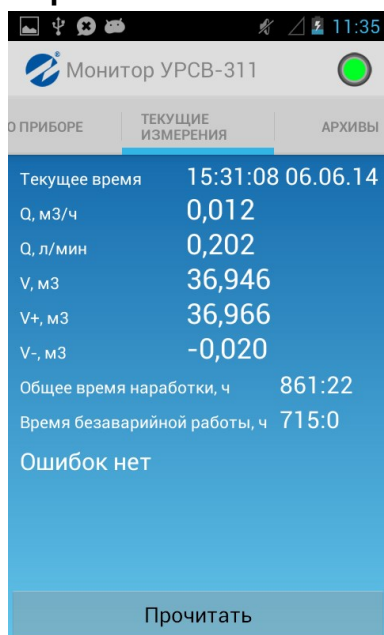 11:35
Монитор УРСВ-311
О ПРИБОРЕ
ТЕКУЩИЕ
ИЗМЕРЕНИЯ
АРХИВЫ
Текущее время 15:31:08 06.06.14
Q, м3/ч 0,012
Q, л/мин 0,202
V, м3 36,946
V+, м3 36,966
V-, м3 -0,020
Общее время наработки, ч 861:22
Время безаварийной работы, ч 715:0
Ошибок нет
Прочитать